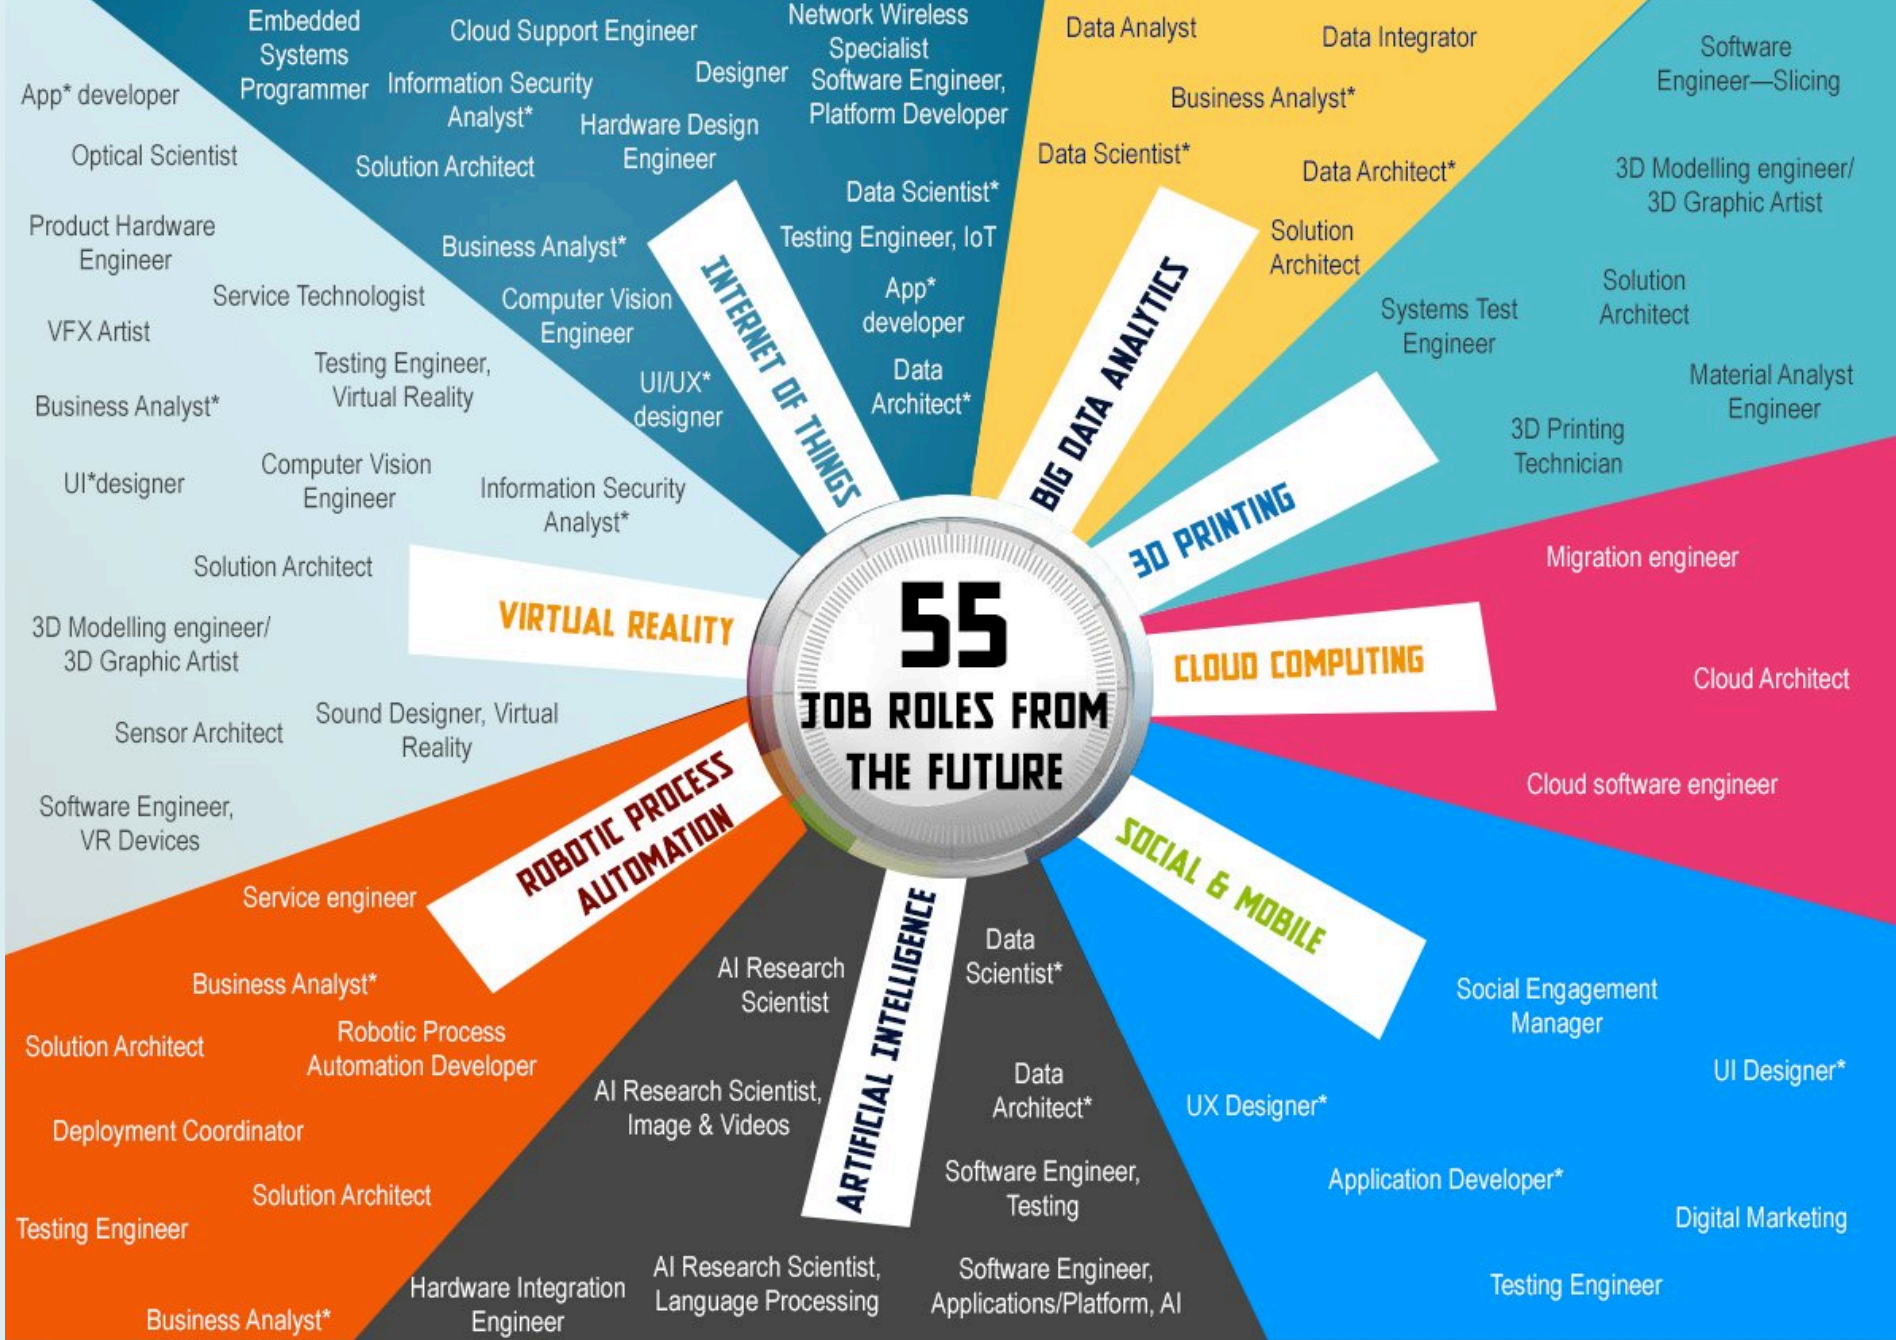 55
JOB ROLES FROM
THE FUTURE
INTERNET OF THINGS
Embedded
Systems
Programmer
Cloud Support Engineer
Network Wireless
Specialist
Information Security
Analyst*
Designer
Software Engineer,
Platform Developer
Hardware Design
Engineer
Solution Architect
Data Scientist*
Business Analyst*
Testing Engineer, IoT
Computer Vision
Engineer
App*
developer
UI/UX*
designer
Data
Architect*
BIG DATA ANALYTICS
Data Analyst
Data Integrator
Business Analyst*
Data Scientist*
Data Architect*
Solution
Architect
3D PRINTING
Software
Engineer—Slicing
3D Modelling engineer/
3D Graphic Artist
Solution
Architect
Systems Test
Engineer
Material Analyst
Engineer
3D Printing
Technician
CLOUD COMPUTING
Migration engineer
Cloud Architect
Cloud software engineer
SOCIAL & MOBILE
Social Engagement
Manager
UI Designer*
UX Designer*
Application Developer*
Digital Marketing
Testing Engineer
ARTIFICIAL INTELLIGENCE
Data
Scientist*
AI Research
Scientist
Data
Architect*
AI Research Scientist,
Image & Videos
Software Engineer,
Testing
AI Research Scientist,
Language Processing
Software Engineer,
Applications/Platform, AI
Hardware Integration
Engineer
ROBOTIC PROCESS
AUTOMATION
Service engineer
Business Analyst*
Solution Architect
Robotic Process
Automation Developer
Deployment Coordinator
Solution Architect
Testing Engineer
Business Analyst*
VIRTUAL REALITY
App* developer
Optical Scientist
Product Hardware
Engineer
Service Technologist
VFX Artist
Testing Engineer,
Virtual Reality
Business Analyst*
Computer Vision
Engineer
UI*designer
Information Security
Analyst*
Solution Architect
3D Modelling engineer/
3D Graphic Artist
Sensor Architect
Sound Designer, Virtual
Reality
Software Engineer,
VR Devices